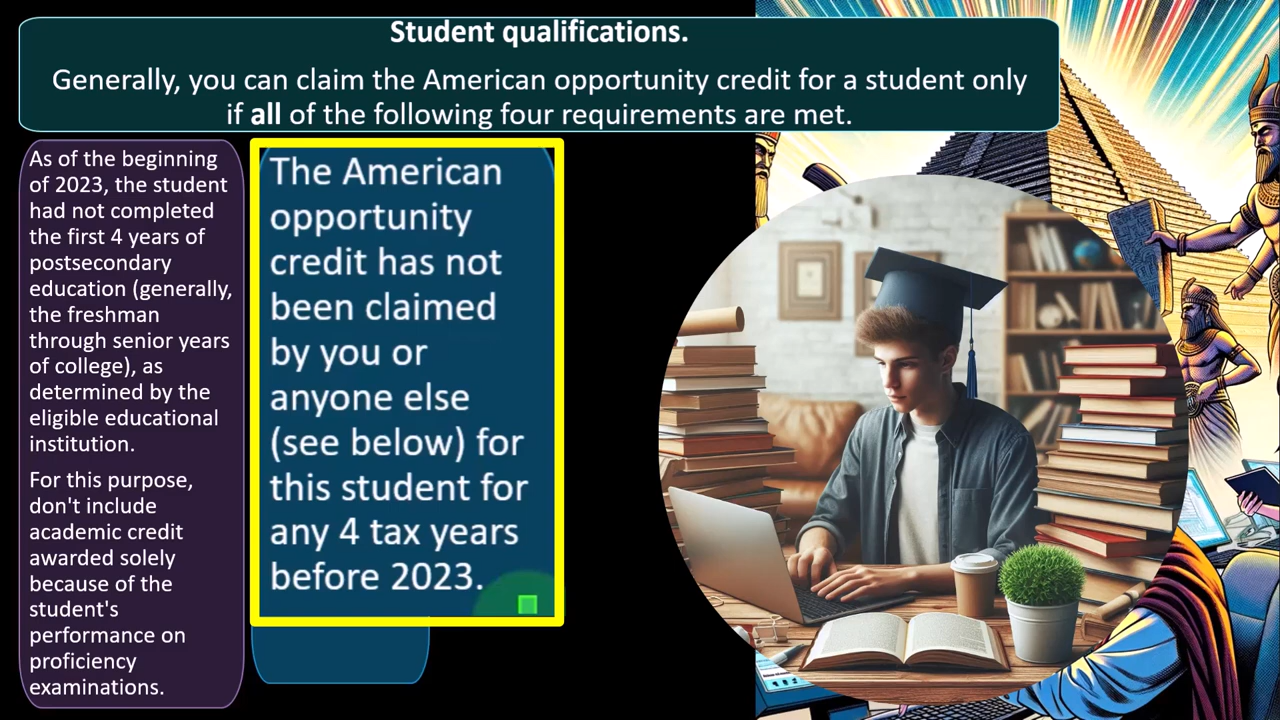 Student qualifications.
Generally, you can claim the American opportunity credit for a student only
if all of the following four requirements are met.
As of the beginning
of 2023, the student
had not completed
the first 4 years of
postsecondary
education (generally,
the freshman
through senior years
of college), as
determined by the
eligible educational
institution.
For this purpose,
don't include
academic credit
awarded solely
because of the
student's
performance on
proficiency
examinations.
The American
opportunity
credit has not
been claimed
by you or
anyone else
(see below) for
this student for
any 4 tax years
before 2023.